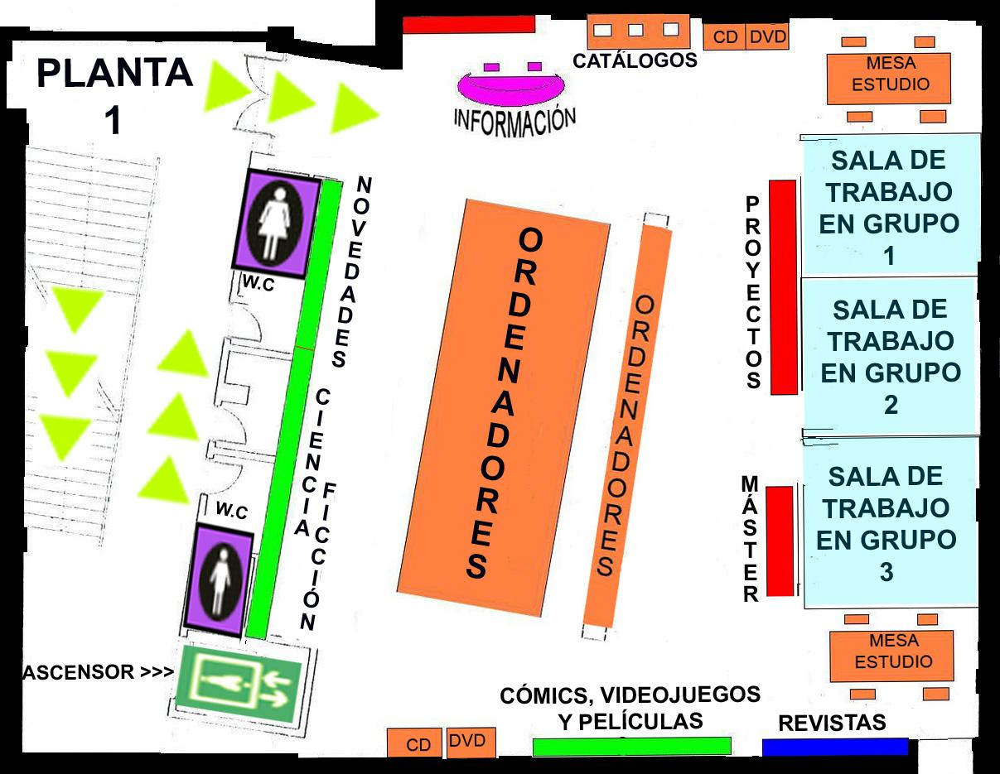 PLANTA
1
CATÁLOGOS
CD
DVD
MESA
ESTUDIO
INFORMACIÓN
NOVEDADES
W.C
CIENCIA
FICCIÓN
W.C
ASCENSOR >>>
ORDENADORES
ORDENADORES
PROYECTOS
SALA DE
TRABAJO
EN GRUPO
1
SALA DE
TRABAJO
EN GRUPO
2
MÁSTER
SALA DE
TRABAJO
EN GRUPO
3
MESA
ESTUDIO
CÓMICS, VIDEOJUEGOS
Y PELÍCULAS
REVISTAS
CD
DVD